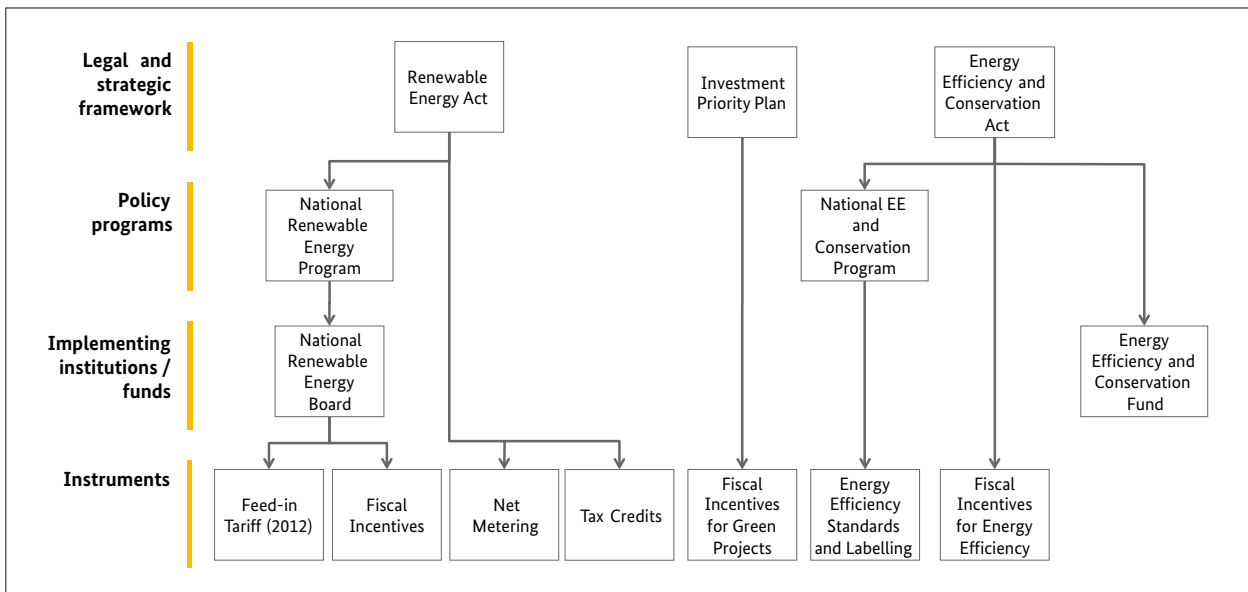 Legal and
strategic
framework
Renewable
Energy Act
Investment
Priority Plan
Energy
Efficiency and
Conservation
Act
Policy
programs
National
Renewable
Energy
Program
National EE
and
Conservation
Program
Implementing
institutions /
funds
National
Renewable
Energy
Board
Energy
Efficiency and
Conservation
Fund
Instruments
Feed-in
Tariff (2012)
Fiscal
Incentives
Net
Metering
Tax Credits
Fiscal
Incentives
for Green
Projects
Energy
Efficiency
Standards
and Labelling
Fiscal
Incentives
for Energy
Efficiency